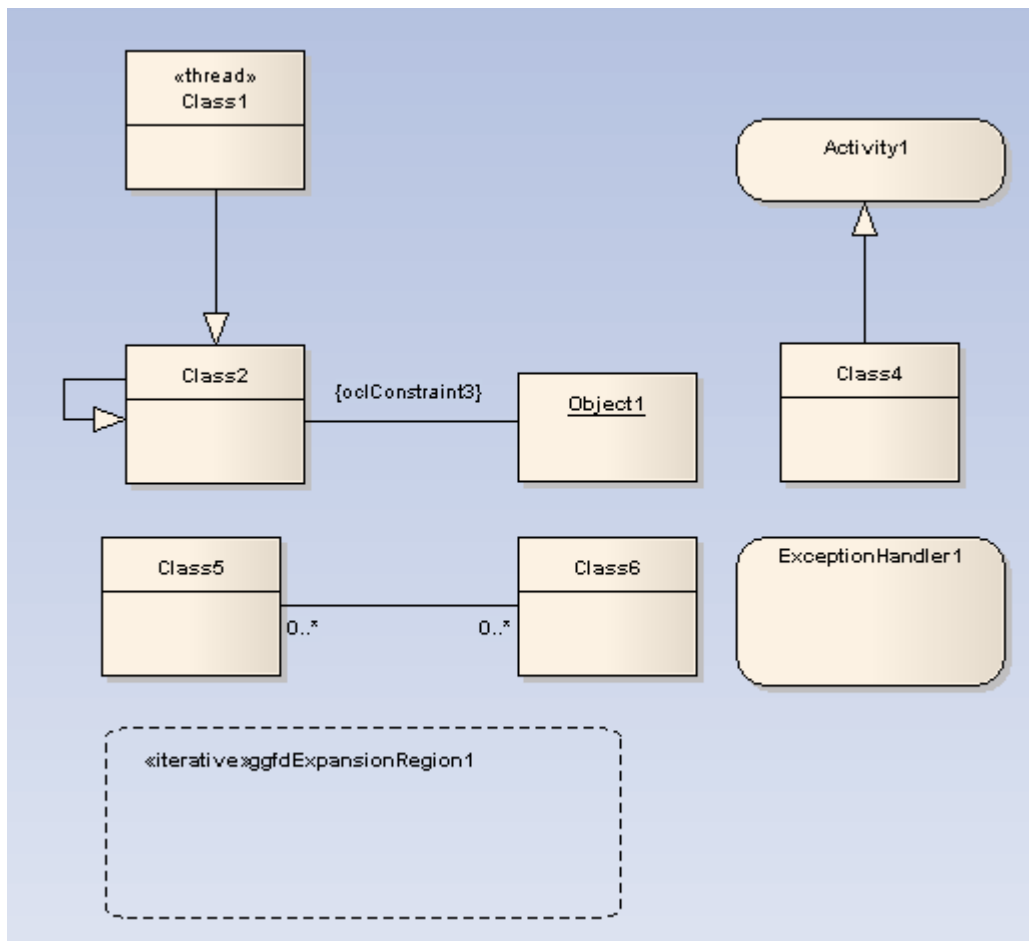 «thread»
Class1
Activity1
Class2
{oclConstraint3}
Object1
Class4
Class5
Class6
ExceptionHandler1
0..*
0..*
«iterative»ggfdExpansionRegion1